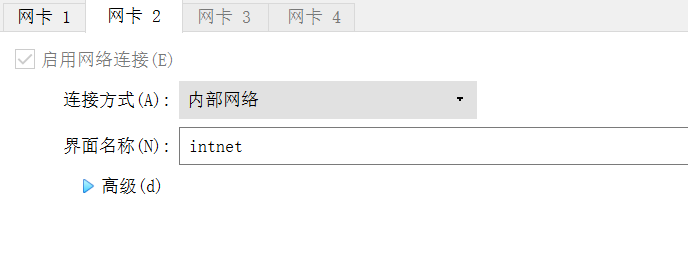 网卡 1 网卡 2 网卡 3 网卡 4
启用网络连接(E)
连接方式(A): 内部网络
界面名称(N): intnet
高级(d)